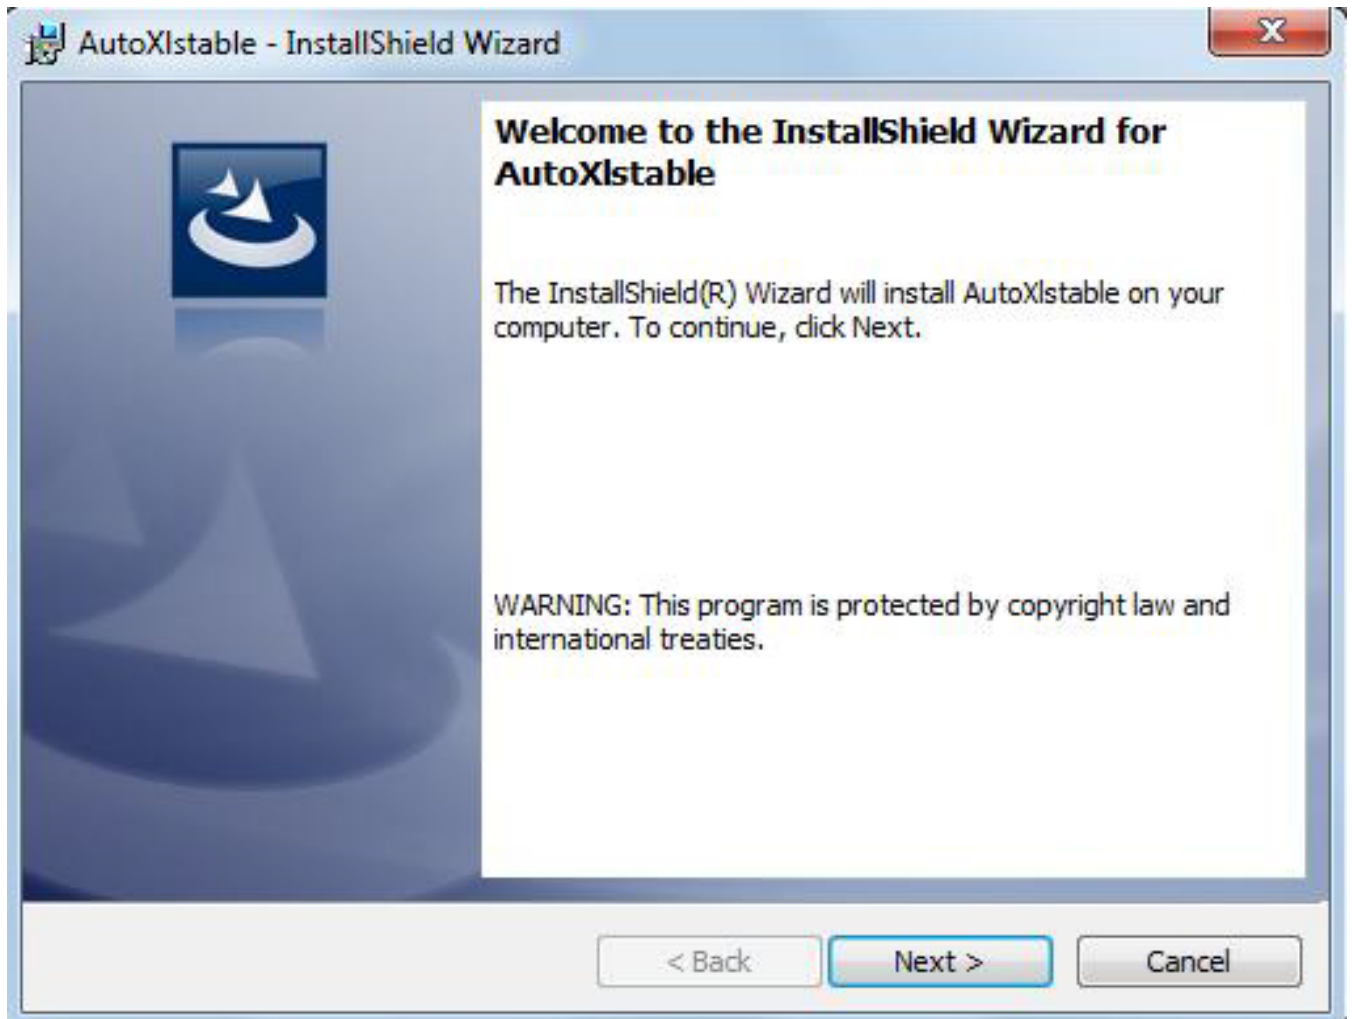 AutoXlstable - InstallShield Wizard
X
Welcome to the InstallShield Wizard for
AutoXlstable
The InstallShield(R) Wizard will install AutoXlstable on your
computer. To continue, click Next.
WARNING: This program is protected by copyright law and
international treaties.
< Back
Next >
Cancel